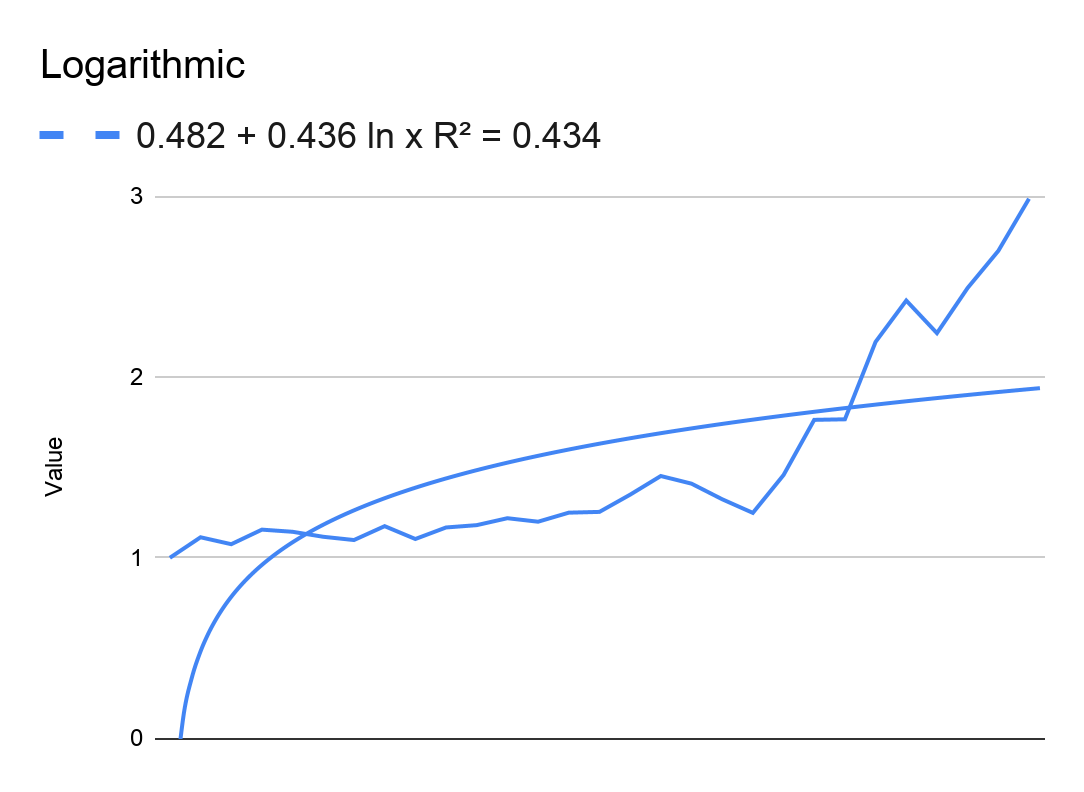 Logarithmic
0.482 + 0.436 ln x R² = 0.434
3
2
Value
1
0